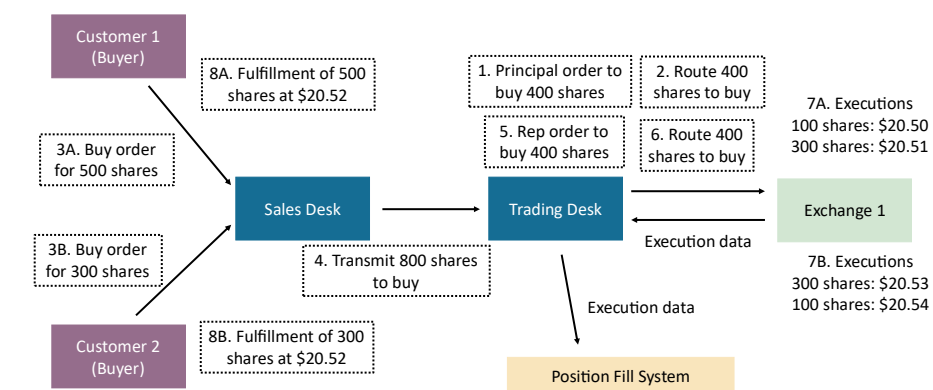 Customer 1
(Buyer)
8A. Fulfillment of 500
shares at $20.52
1. Principal order to
buy 400 shares
2. Route 400
shares to buy
7A. Executions
100 shares: $20.50
300 shares: $20.51
5. Rep order to
buy 400 shares
6. Route 400
shares to buy
3A. Buy order
for 500 shares
Sales Desk
Trading Desk
Exchange 1
3B. Buy order
for 300 shares
4. Transmit 800 shares
to buy
Execution data
7B. Executions
300 shares: $20.53
100 shares: $20.54
Execution data
Customer 2
(Buyer)
8B. Fulfillment of 300
shares at $20.52
Position Fill System